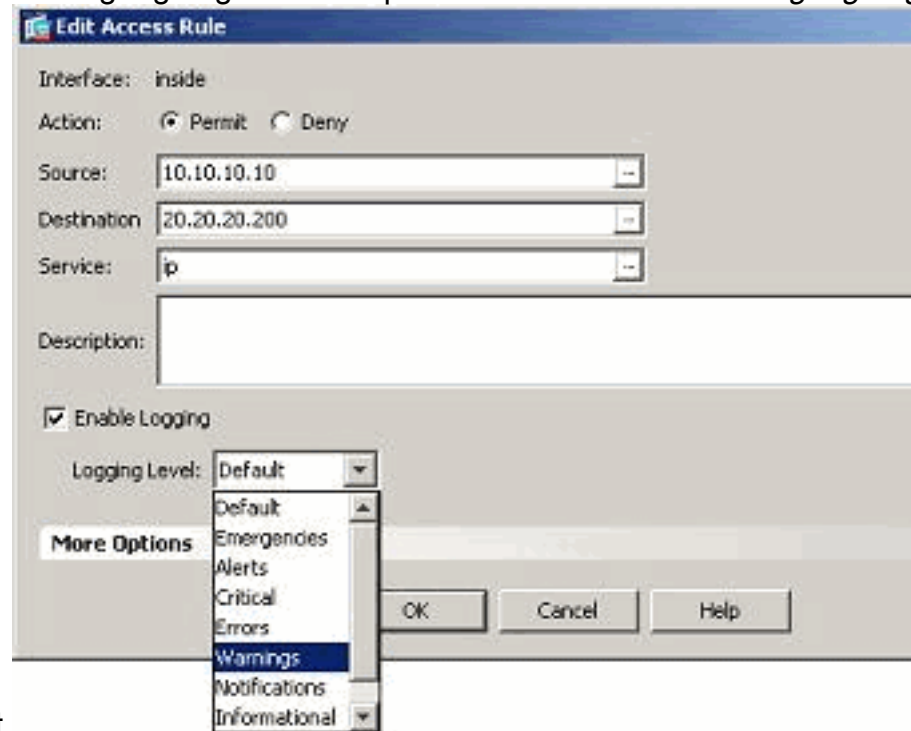 Edit Access Rule
Interface: inside
Action: Permit Deny
Source: 10.10.10.10 ...
Destination 20.20.20.200 ...
Service: ip ...
Description:
Enable Logging
Logging Level: Default
Default
Emergencies
Alerts
Critical
Errors
Warnings
Notifications
Informational
More Options
OK Cancel Help